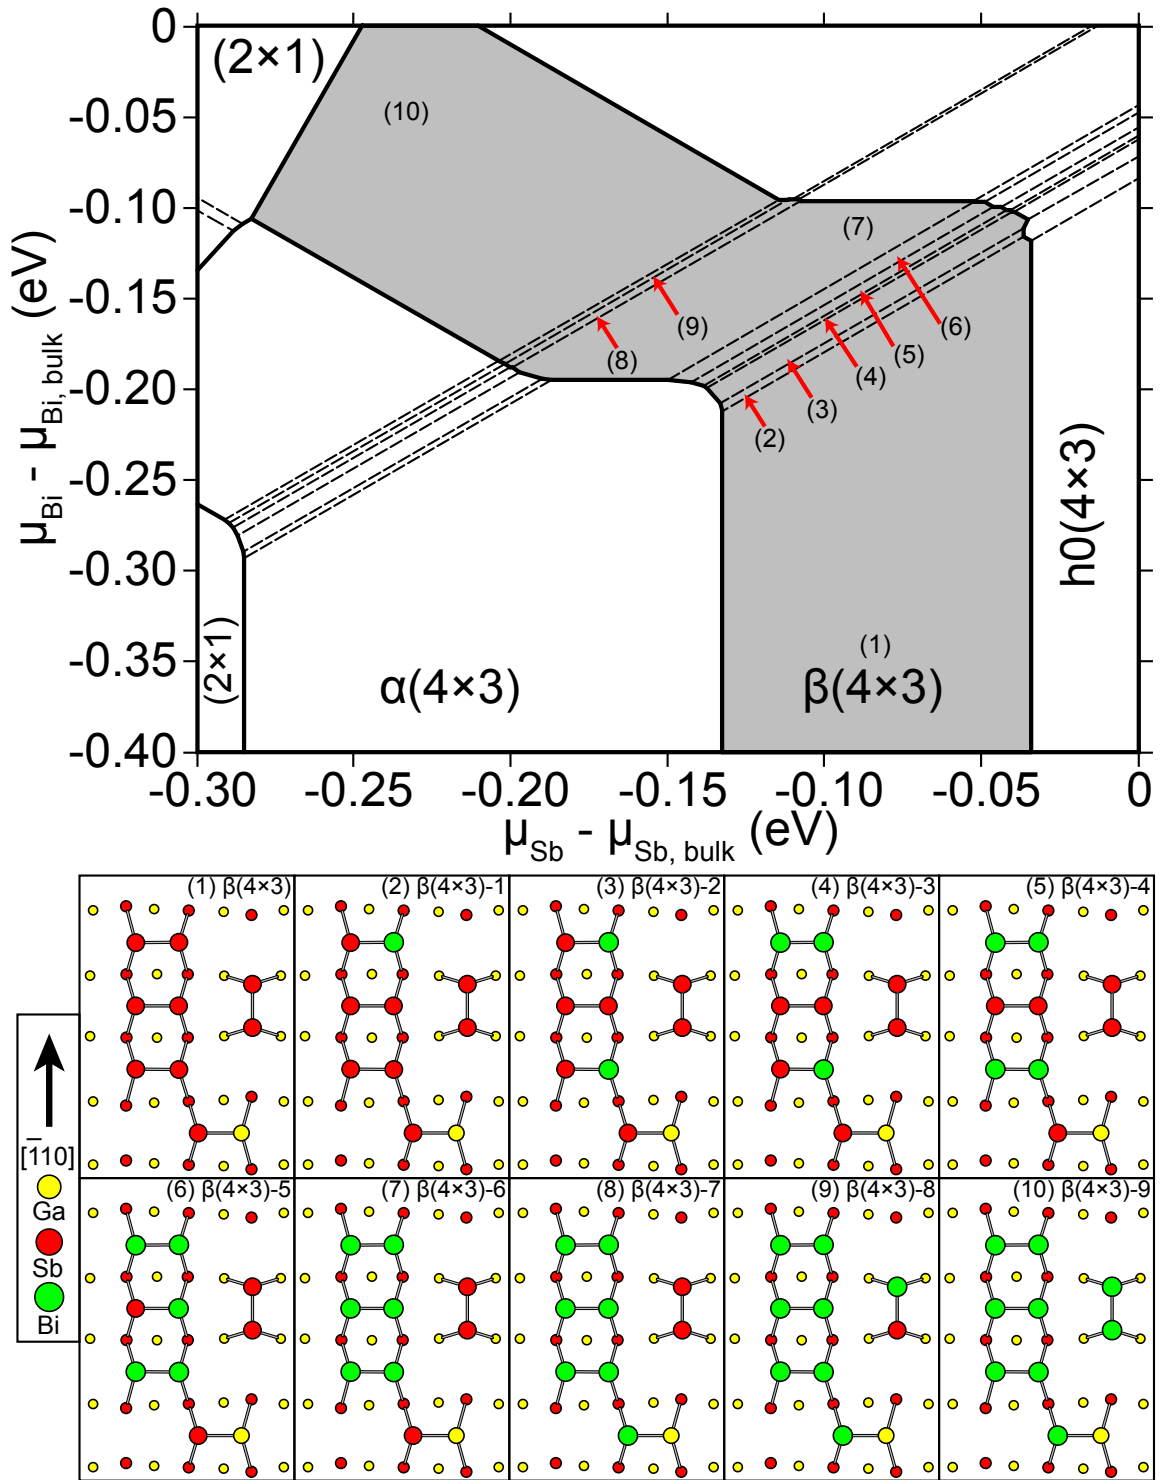 0
-0.05
-0.10
-0.15
-0.20
-0.25
-0.30
-0.35
-0.40
μBi - μBi, bulk (eV)
(2×1)
(10)
(7)
(9)
(8)
(6)
(5)
(4)
(3)
(2)
(1)
(2×1)
α(4×3)
β(4×3)
h0(4×3)
-0.30 -0.25 -0.20 -0.15 -0.10 -0.05 0
μSb - μSb, bulk (eV)
(1) β(4×3)
(2) β(4×3)-1
(3) β(4×3)-2
(4) β(4×3)-3
(5) β(4×3)-4
[1̅10]
Ga
Sb
Bi
(6) β(4×3)-5
(7) β(4×3)-6
(8) β(4×3)-7
(9) β(4×3)-8
(10) β(4×3)-9